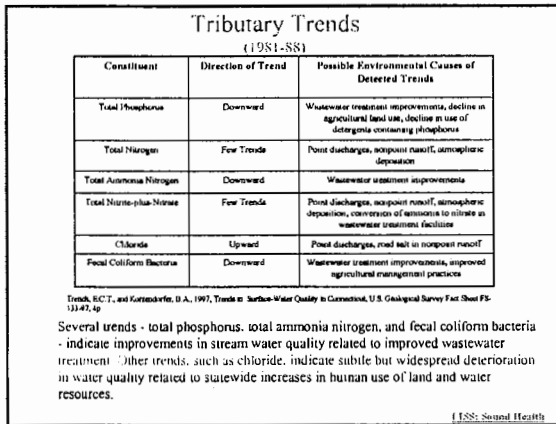 Tributary Trends
(1981-88)
Constituent Direction of Trend Possible Environmental Causes of
Detected Trends
Total Phosphorus Downward Wastewater treatment improvements, decline in
agricultural land use, decline in use of
detergents containing phosphorus
Total Nitrogen Few Trends Point discharges, nonpoint runoff, atmospheric
deposition
Total Ammonia Nitrogen Downward Wastewater treatment improvements
Total Nitrite-plus-Nitrate Few Trends Point discharges, nonpoint runoff, atmospheric
deposition, conversion of ammonia to nitrate in
wastewater treatment facilities
Chloride Upward Point discharges, road salt in nonpoint runoff
Fecal Coliform Bacterus Downward Wastewater treatment improvements, improved
agricultural management practices
Trench, E.C.T., and 1997, Trends in Surface-Water Quality in Connecticut, U.S. Geological Survey Fact Sheet FS-
133-97, 4p
Several trends - total phosphorus, total ammonia nitrogen, and fecal coliform bacteria
- indicate improvements in stream water quality related to improved wastewater
treatment. Other trends, such as chloride, indicate subtle but widespread deterioration
in water quality related to statewide increases in human use of land and water
resources.
Sound Health